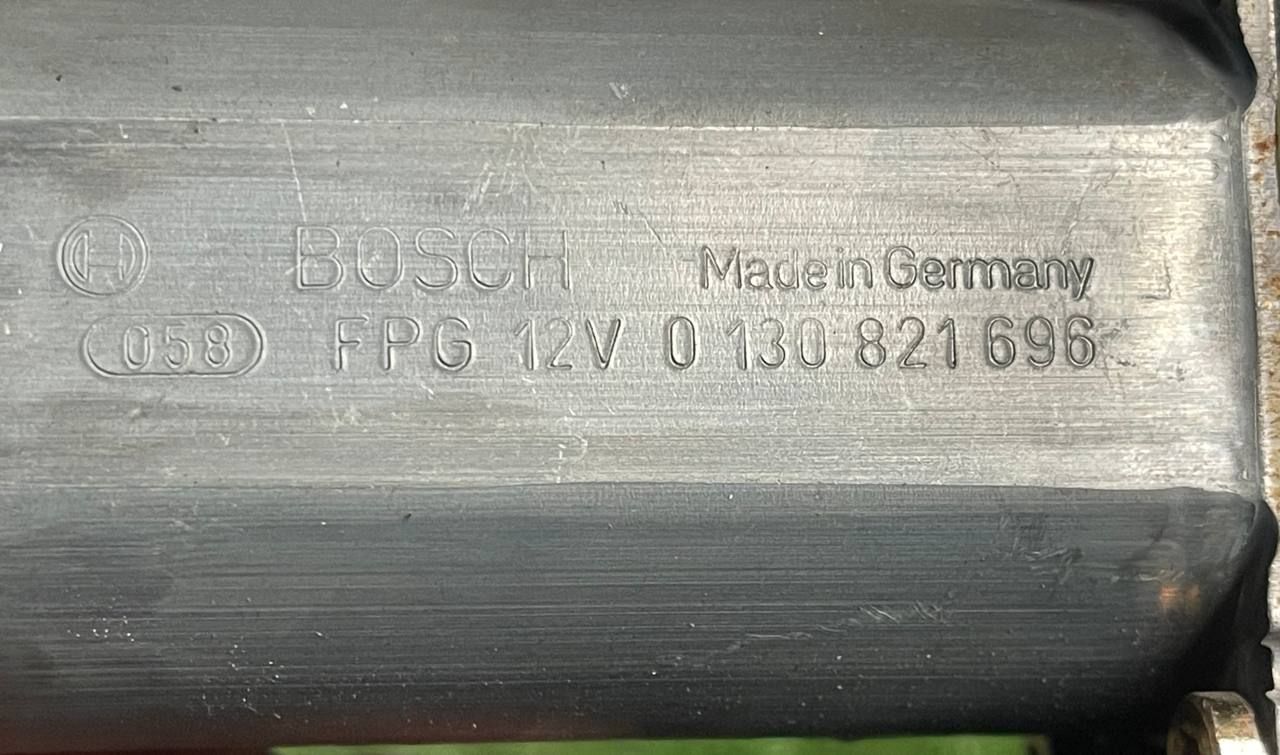 BOSCH Made in Germany
058 FPG 12V 0 130 821 696